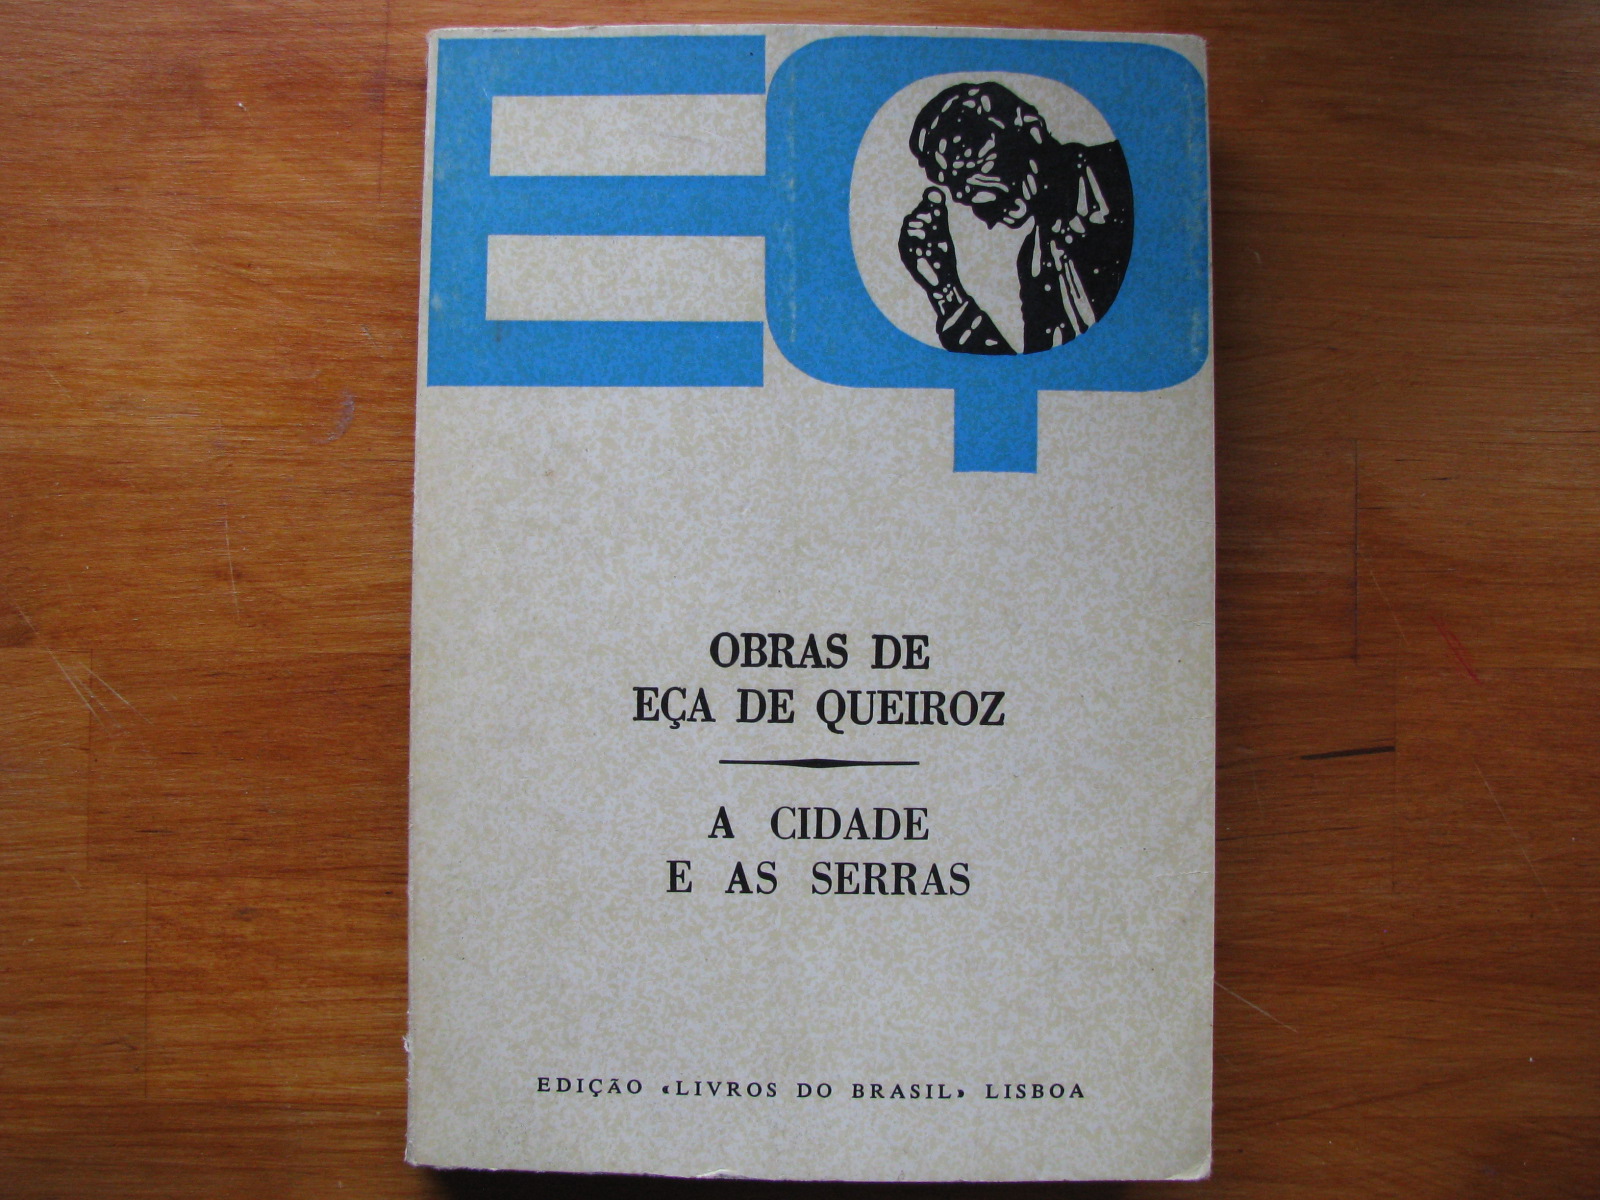 EQ
OBRAS DE
EÇA DE QUEIROZ
A CIDADE
E AS SERRAS
EDIÇÃO «LIVROS DO BRASIL» LISBOA